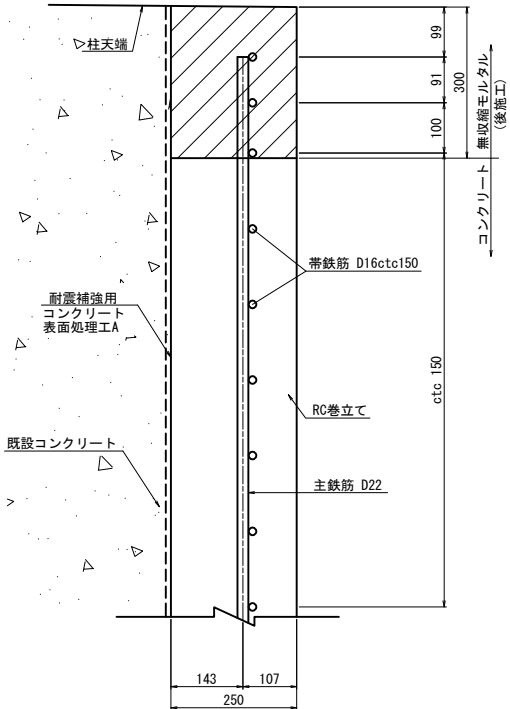 ▷柱天端
99
91
100
300
無収縮モルタル
(後施工)
コンクリート
帯鉄筋 D16ctc150
耐震補強用
コンクリート
表面処理工A
ctc 150
RC巻立て
既設コンクリート
主鉄筋 D22
143
107
250